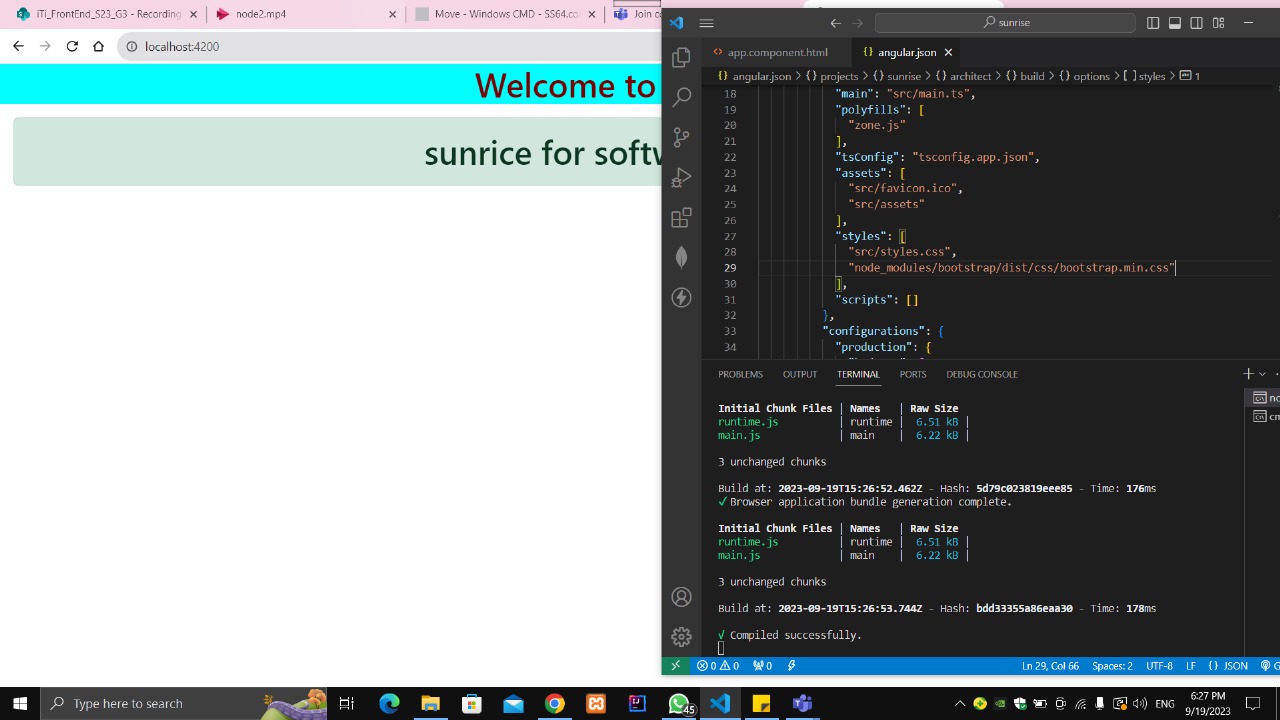 iTi_FrontEnd_S2_G3 - Recording
node2.mp4
Move - Windows CMD - SS64.co
Join co
localhost:4200
Welcome to
sunrice for softw
sunrise
app.component.html
angular.json
angular.json > projects > sunrise > architect > build > options > styles > 1
18 "main": "src/main.ts",
19 "polyfills": [
20 "zone.js"
21 ],
22 "tsConfig": "tsconfig.app.json",
23 "assets": [
24 "src/favicon.ico",
25 "src/assets"
26 ],
27 "styles": [
28 "src/styles.css",
29 "node_modules/bootstrap/dist/css/bootstrap.min.css"
30 ],
31 "scripts": []
32 },
33 "configurations": {
34 "production": {
PROBLEMS OUTPUT TERMINAL PORTS DEBUG CONSOLE
no
cm
Initial Chunk Files | Names | Raw Size
runtime.js | runtime | 6.51 kB |
main.js | main | 6.22 kB |
3 unchanged chunks
Build at: 2023-09-19T15:26:52.462Z - Hash: 5d79c023819eee85 - Time: 176ms
√ Browser application bundle generation complete.
Initial Chunk Files | Names | Raw Size
runtime.js | runtime | 6.51 kB |
main.js | main | 6.22 kB |
3 unchanged chunks
Build at: 2023-09-19T15:26:53.744Z - Hash: bdd33355a86eaa30 - Time: 178ms
√ Compiled successfully.
0 0 0 Ln 29, Col 66 Spaces: 2 UTF-8 LF {} JSON G
Type here to search
45
ENG
6:27 PM
9/19/2023